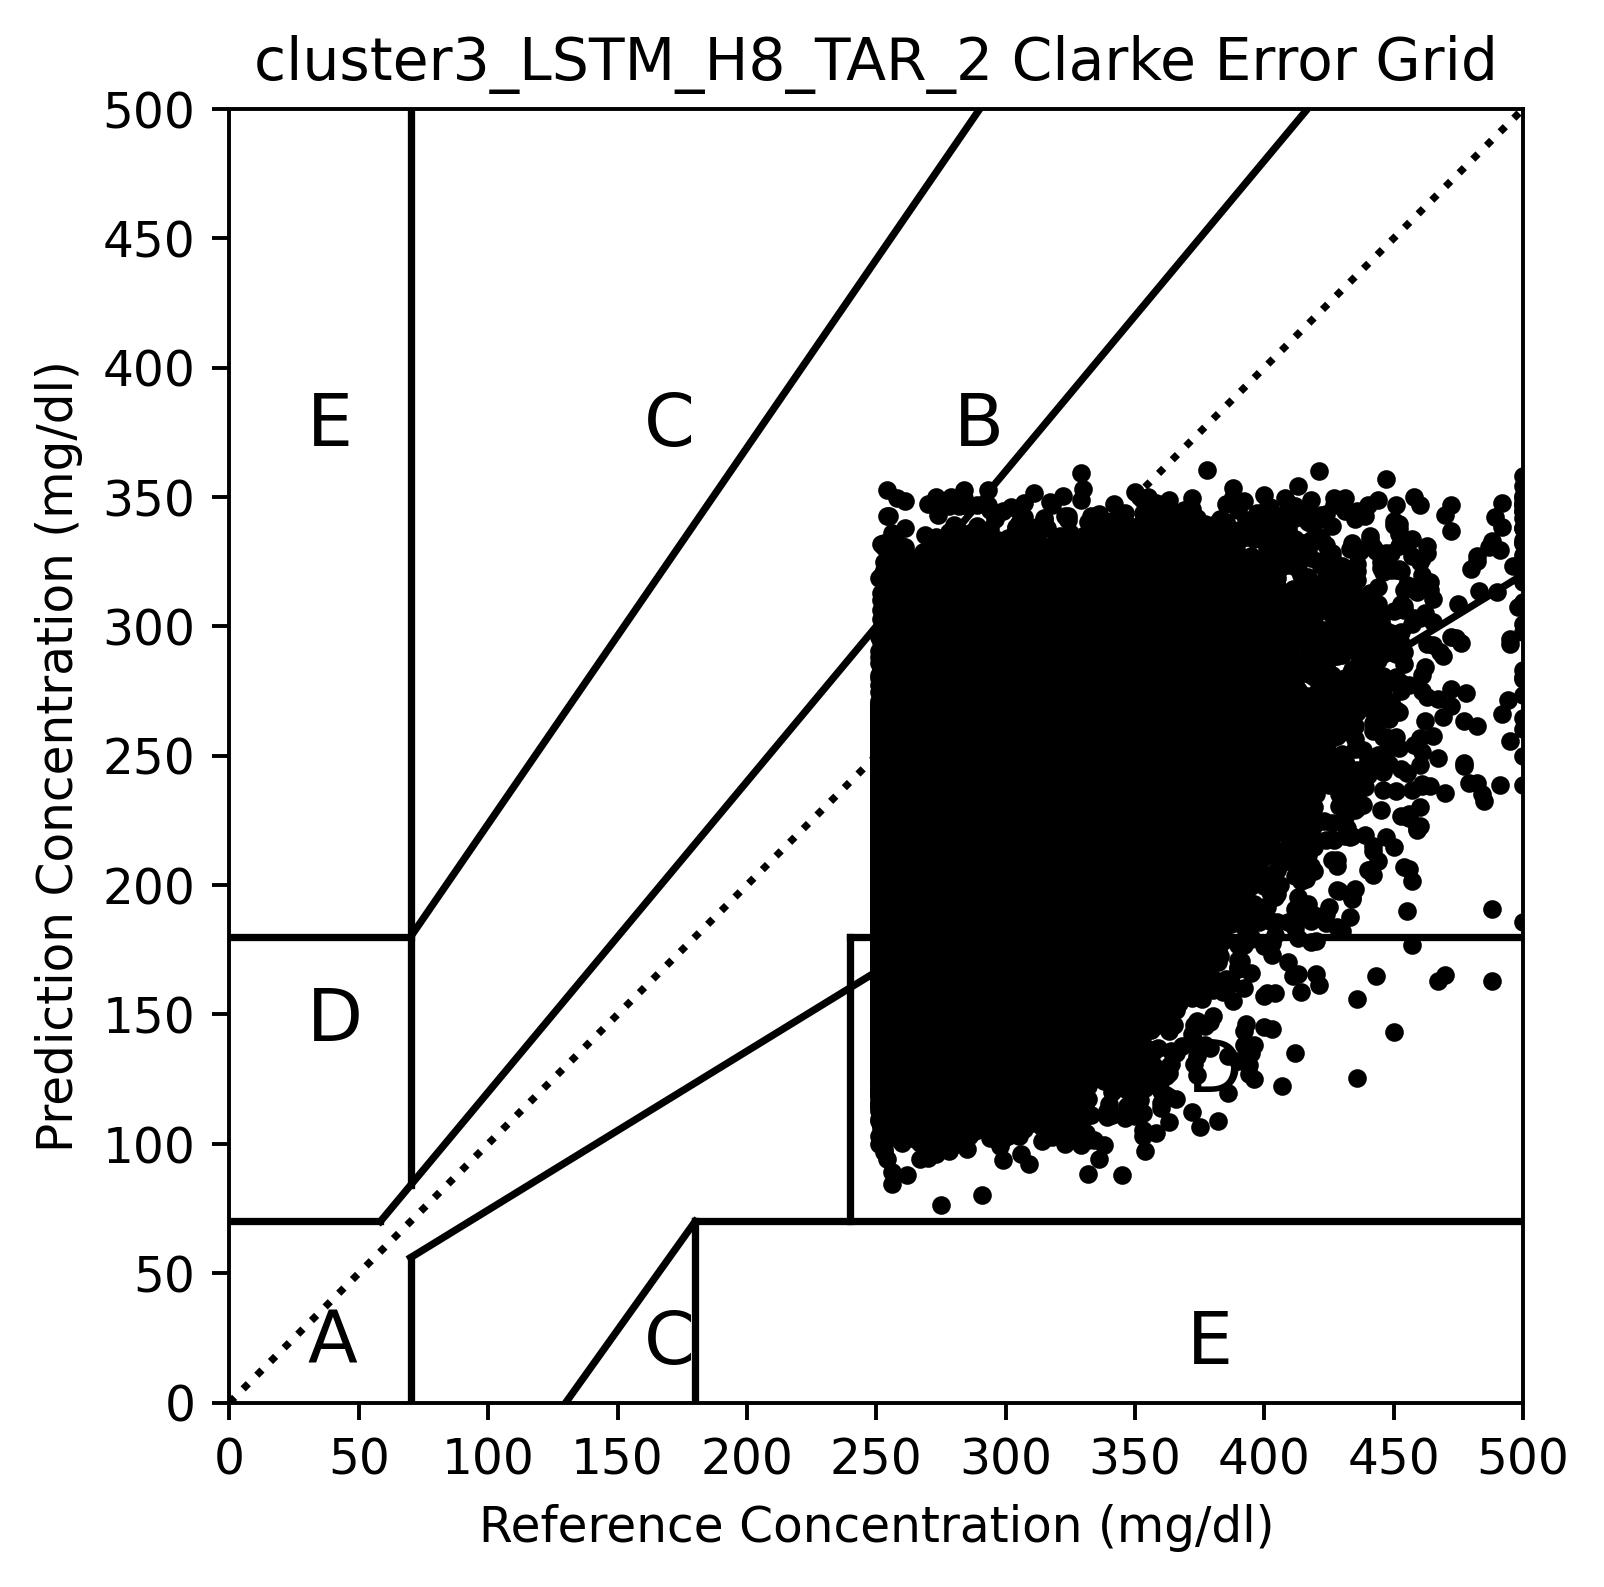 cluster3_LSTM_H8_TAR_2 Clarke Error Grid
500
450
400
350
300
250
200
150
100
50
0
Prediction Concentration (mg/dl)
E
C
B
D
D
A
C
E
0 50 100 150 200 250 300 350 400 450 500
Reference Concentration (mg/dl)